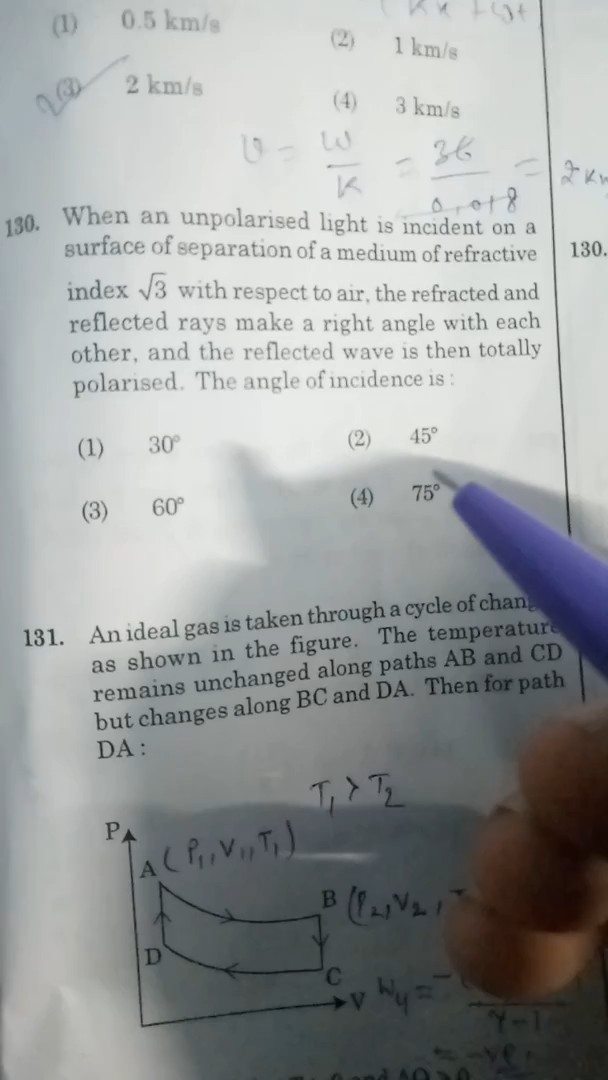 (1) 0.5 km/s (2) 1 km/s
(3) 2 km/s (4) 3 km/s
= W/K = 36/0.018 = 2 km
130. When an unpolarised light is incident on a
surface of separation of a medium of refractive
130.
index √3 with respect to air, the refracted and
reflected rays make a right angle with each
other, and the reflected wave is then totally
polarised. The angle of incidence is :
(1) 30° (2) 45°
(3) 60° (4) 75°
131. An ideal gas is taken through a cycle of chan
as shown in the figure. The temperature
remains unchanged along paths AB and CD
but changes along BC and DA. Then for path
DA :
T₁ > T₂
P
A (P₁, V₁, T₁)
B (P₂, V₂,
D
C
V
γ-1